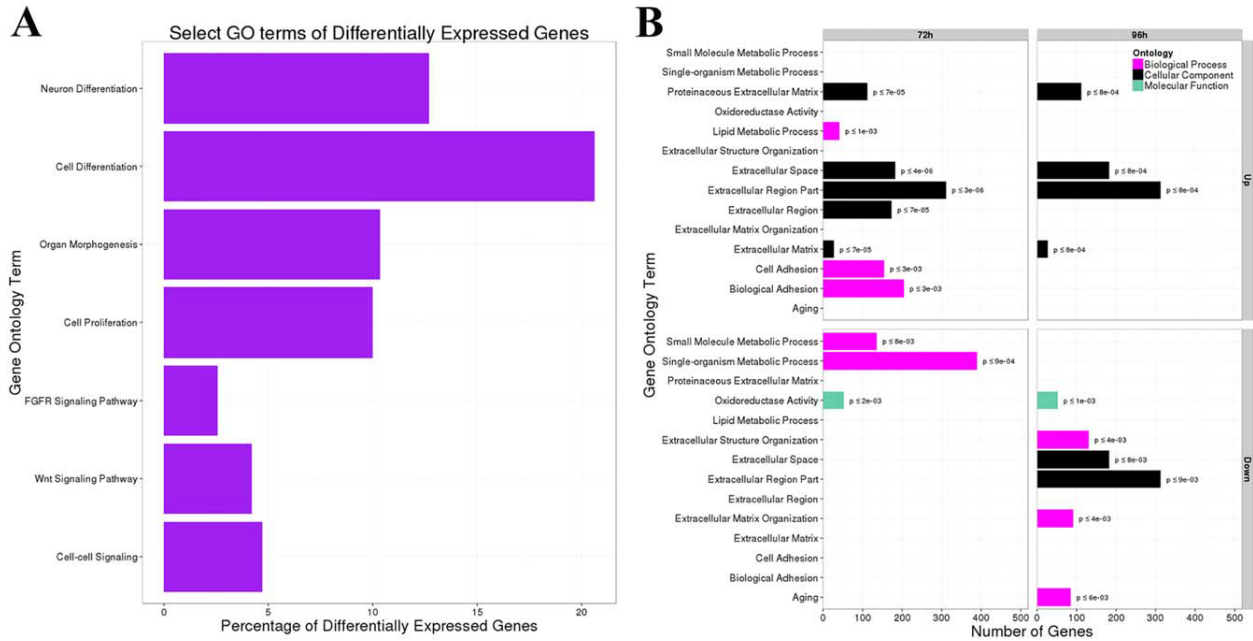 A
Select GO terms of Differentially Expressed Genes
Gene Ontology Term
Neuron Differentiation
Cell Differentiation
Organ Morphogenesis
Cell Proliferation
FGFR Signaling Pathway
Wnt Signaling Pathway
Cell-cell Signaling
0 5 10 15 20
Percentage of Differentially Expressed Genes
B
72h 96h
Ontology
Biological Process
Cellular Component
Molecular Function
Gene Ontology Term
Up
Small Molecule Metabolic Process
Single-organism Metabolic Process
Proteinaceous Extracellular Matrix p ≤ 7e-05 p ≤ 8e-04
Oxidoreductase Activity
Lipid Metabolic Process p ≤ 1e-03
Extracellular Structure Organization
Extracellular Space p ≤ 4e-06 p ≤ 8e-04
Extracellular Region Part p ≤ 3e-06 p ≤ 8e-04
Extracellular Region p ≤ 7e-05
Extracellular Matrix Organization
Extracellular Matrix p ≤ 7e-05 p ≤ 8e-04
Cell Adhesion p ≤ 3e-03
Biological Adhesion p ≤ 3e-03
Aging
Down
Small Molecule Metabolic Process p ≤ 8e-03
Single-organism Metabolic Process p ≤ 9e-04
Proteinaceous Extracellular Matrix
Oxidoreductase Activity p ≤ 2e-03 p ≤ 1e-03
Lipid Metabolic Process
Extracellular Structure Organization p ≤ 4e-03
Extracellular Space p ≤ 8e-03
Extracellular Region Part p ≤ 9e-03
Extracellular Region
Extracellular Matrix Organization p ≤ 4e-03
Extracellular Matrix
Cell Adhesion
Biological Adhesion
Aging p ≤ 6e-03
0 100 200 300 400 500 0 100 200 300 400 500
Number of Genes